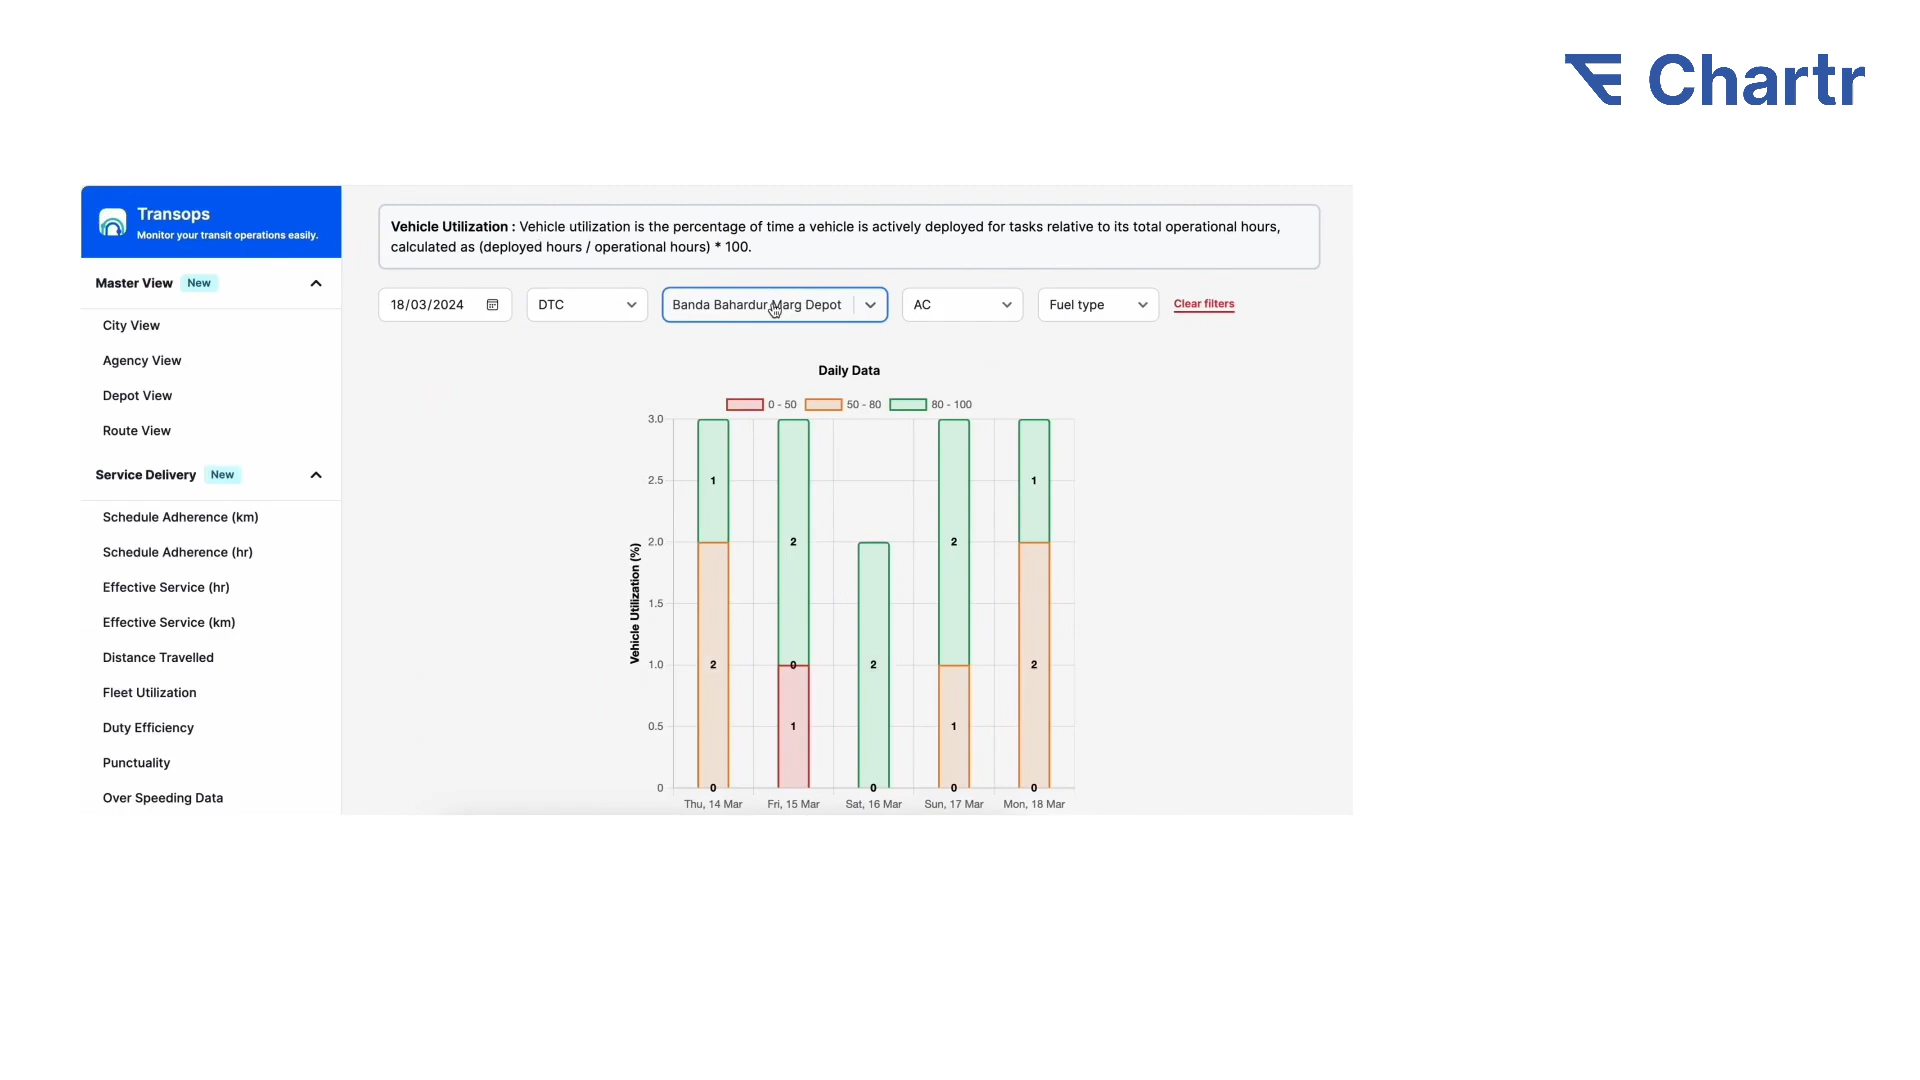 Chartr
Transops
Monitor your transit operations easily.
Master View New
City View
Agency View
Depot View
Route View
Service Delivery New
Schedule Adherence (km)
Schedule Adherence (hr)
Effective Service (hr)
Effective Service (km)
Distance Travelled
Fleet Utilization
Duty Efficiency
Punctuality
Over Speeding Data
Vehicle Utilization : Vehicle utilization is the percentage of time a vehicle is actively deployed for tasks relative to its total operational hours,
calculated as (deployed hours / operational hours) * 100.
18/03/2024 DTC Banda Bahardur Marg Depot AC Fuel type Clear filters
Daily Data
0 - 50 50 - 80 80 - 100
Vehicle Utilization (%)
3.0
2.5 1 1
2.0 2 2
1.5
1.0 2 0 2 2
0.5 1 1
0 0 0 0 0
Thu, 14 Mar Fri, 15 Mar Sat, 16 Mar Sun, 17 Mar Mon, 18 Mar